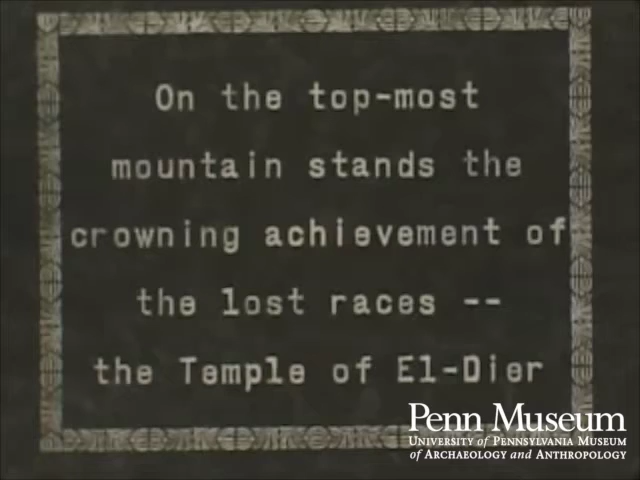 On the top-most
mountain stands the
crowning achievement of
the lost races --
the Temple of El-Dier
Penn Museum
UNIVERSITY of PENNSYLVANIA MUSEUM
of ARCHAEOLOGY and ANTHROPOLOGY